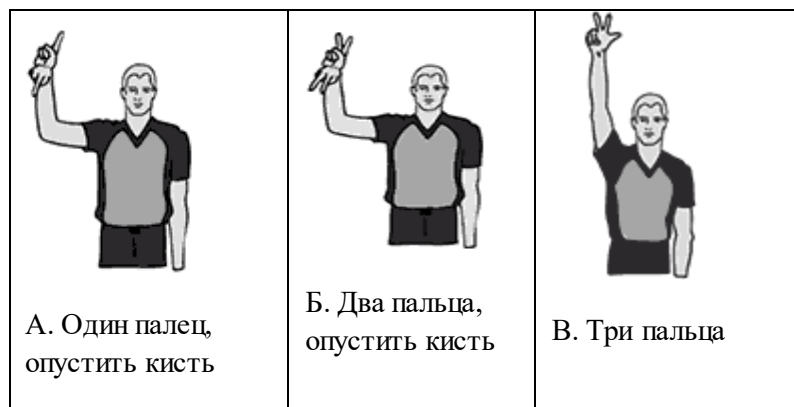 А. Один палец,
опустить кисть
Б. Два пальца,
опустить кисть
В. Три пальца